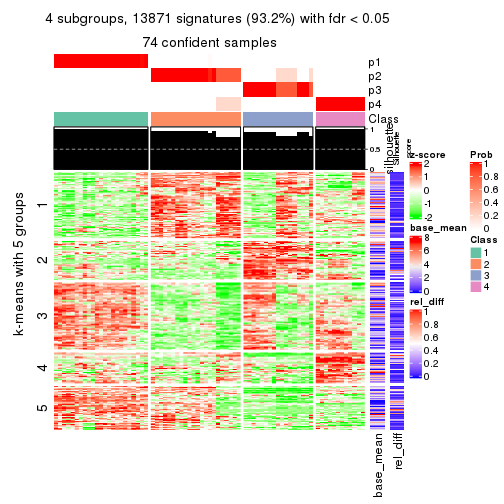 4 subgroups, 13871 signatures (93.2%) with fdr < 0.05
74 confident samples
p1
p2
p3
p4
Class
1
0.5
0
silhouette
Silhouette
score
k-means with 5 groups
1
2
3
4
5
base_mean
rel_diff
z-score
2
1
0
-1
-2
base_mean
8
6
4
2
0
rel_diff
1
0.8
0.6
0.4
0.2
0
Prob
1
0.8
0.6
0.4
0.2
0
Class
1
2
3
4